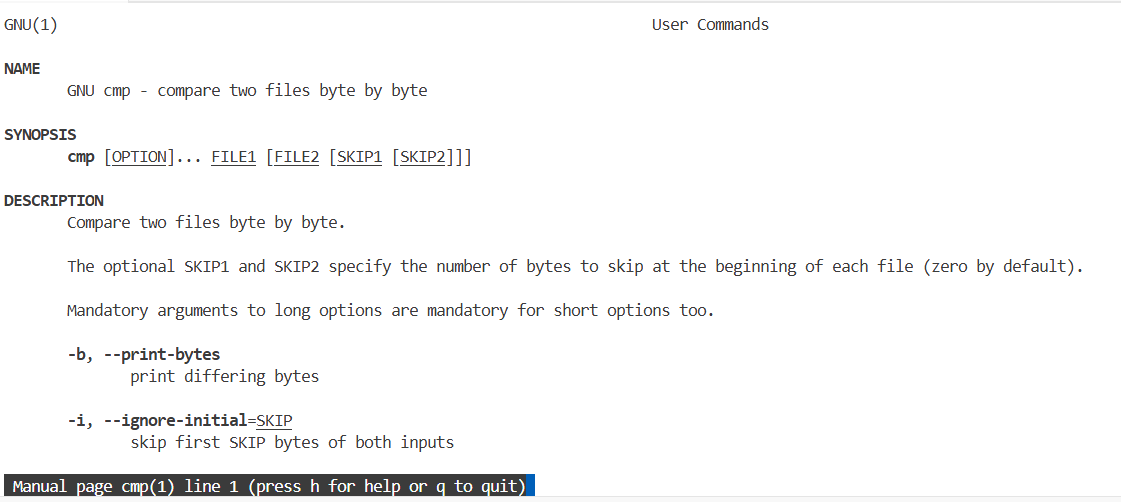 GNU(1) User Commands
NAME
GNU cmp - compare two files byte by byte
SYNOPSIS
cmp [OPTION]... FILE1 [FILE2 [SKIP1 [SKIP2]]]
DESCRIPTION
Compare two files byte by byte.
The optional SKIP1 and SKIP2 specify the number of bytes to skip at the beginning of each file (zero by default).
Mandatory arguments to long options are mandatory for short options too.
-b, --print-bytes
print differing bytes
-i, --ignore-initial=SKIP
skip first SKIP bytes of both inputs
Manual page cmp(1) line 1 (press h for help or q to quit)